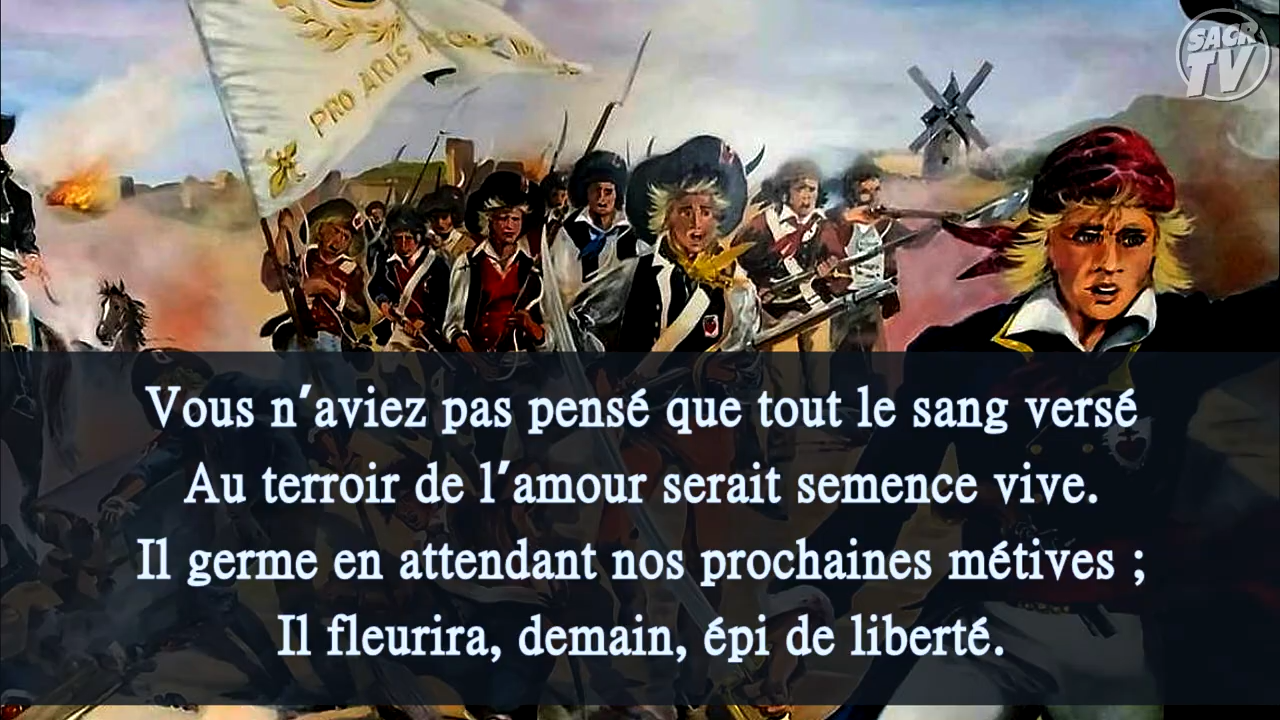 SACR
TV
PRO ARIS
Vous n'aviez pas pensé que tout le sang versé
Au terroir de l'amour serait semence vive.
Il germe en attendant nos prochaines métives ;
Il fleurira, demain, épi de liberté.